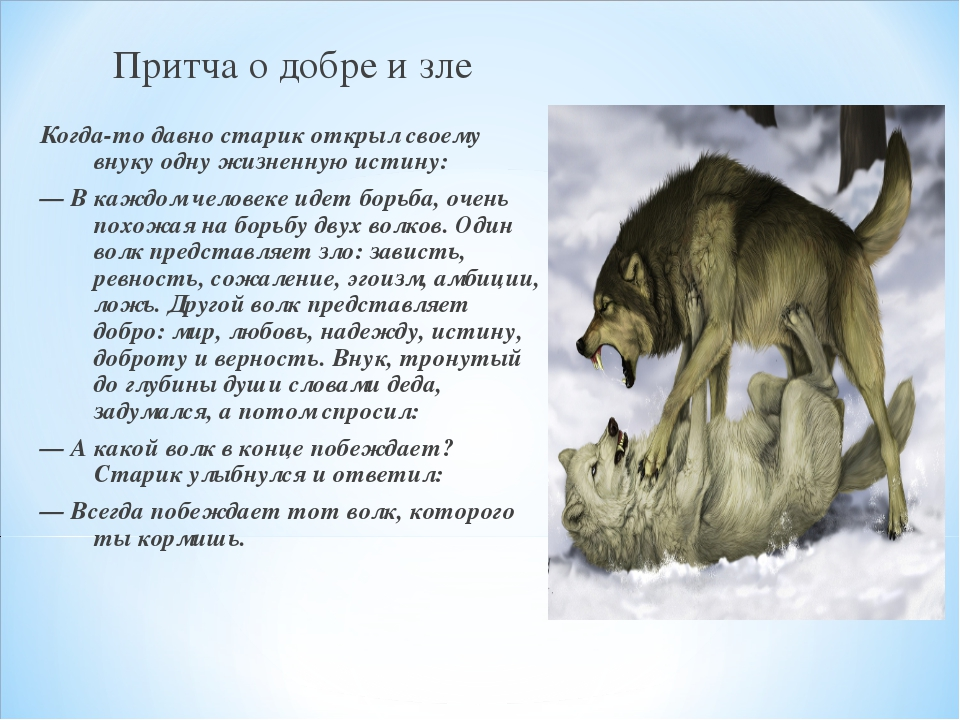 Притча о добре и зле
Когда-то давно старик открыл своему
внуку одну жизненную истину:
— В каждом человеке идет борьба, очень
похожая на борьбу двух волков. Один
волк представляет зло: зависть,
ревность, сожаление, эгоизм, амбиции,
ложь. Другой волк представляет
добро: мир, любовь, надежду, истину,
доброту и верность. Внук, тронутый
до глубины души словами деда,
задумался, а потом спросил:
— А какой волк в конце побеждает?
Старик улыбнулся и ответил:
— Всегда побеждает тот волк, которого
ты кормишь.